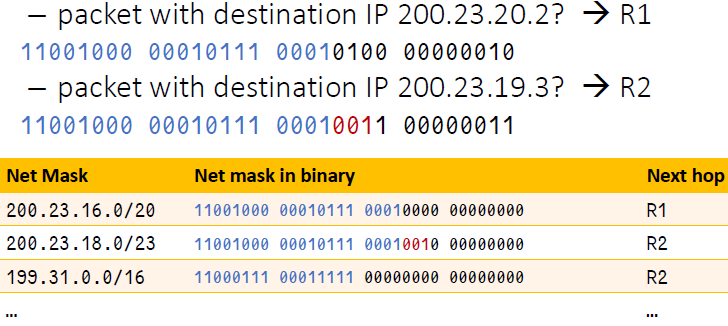 – packet with destination IP 200.23.20.2? → R1
11001000 00010111 00010100 00000010
– packet with destination IP 200.23.19.3? → R2
11001000 00010111 00010011 00000011
Net Mask Net mask in binary Next hop
200.23.16.0/20 11001000 00010111 00010000 00000000 R1
200.23.18.0/23 11001000 00010111 00010010 00000000 R2
199.31.0.0/16 11000111 00011111 00000000 00000000 R2
... ...